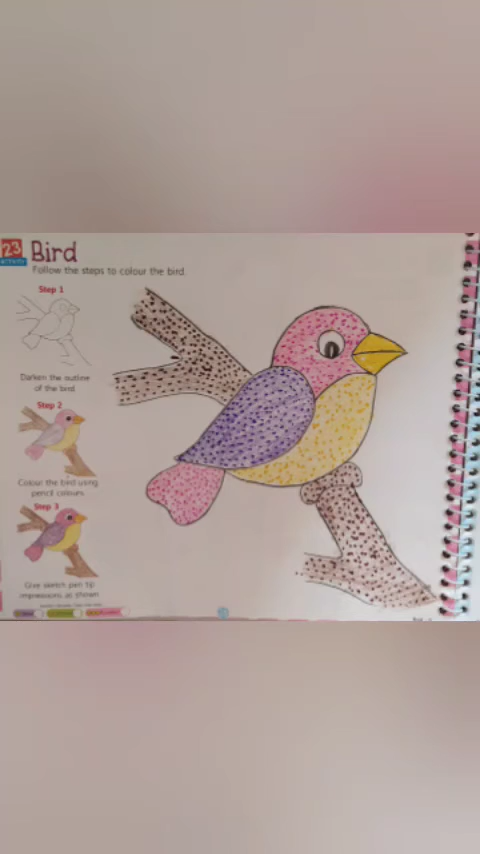 23
ACTIVITY
Bird
Follow the steps to colour the bird.
Step 1
Darken the outline
of the bird.
Step 2
Colour the bird using
pencil colours.
Step 3
Give sketch pen tip
impressions as shown.